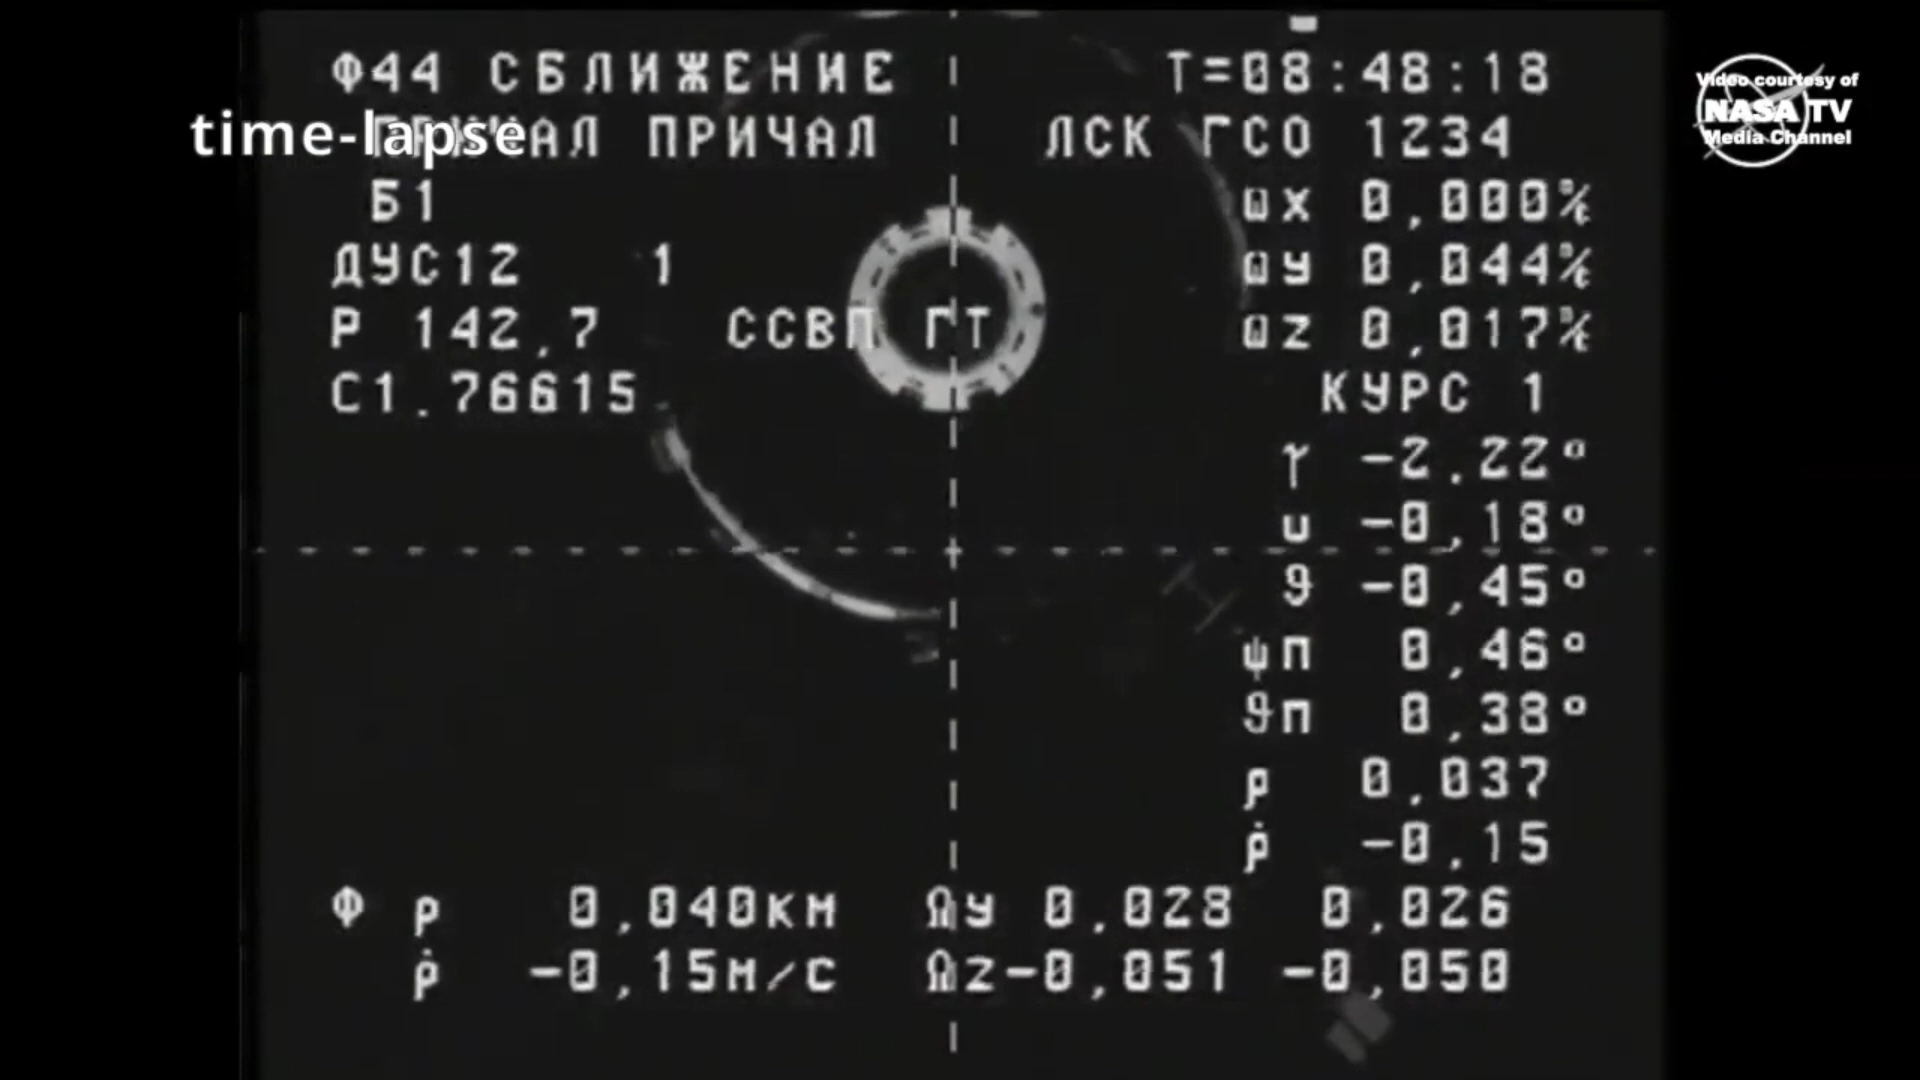 Ф44 СБЛИЖЕНИЕ Т=08:48:18
time-lapse
ПРИЧАЛ ПРИЧАЛ ЛСК ГСО 1234
Б1 ωx 0,000°/c
ДУС12 1 ωy 0,044°/c
Р 142,7 ССВП ГТ ωz 0,017°/c
С1.76615 КУРС 1
γ -2,22°
υ -0,18°
ϑ -0,45°
ψп 0,46°
ϑп 0,38°
ρ 0,037
ρ̇ -0,15
Ф ρ 0,040км Ωy 0,028 0,026
ρ̇ -0,15м/с Ωz-0,051 -0,050
Video courtesy of
NASA TV
Media Channel